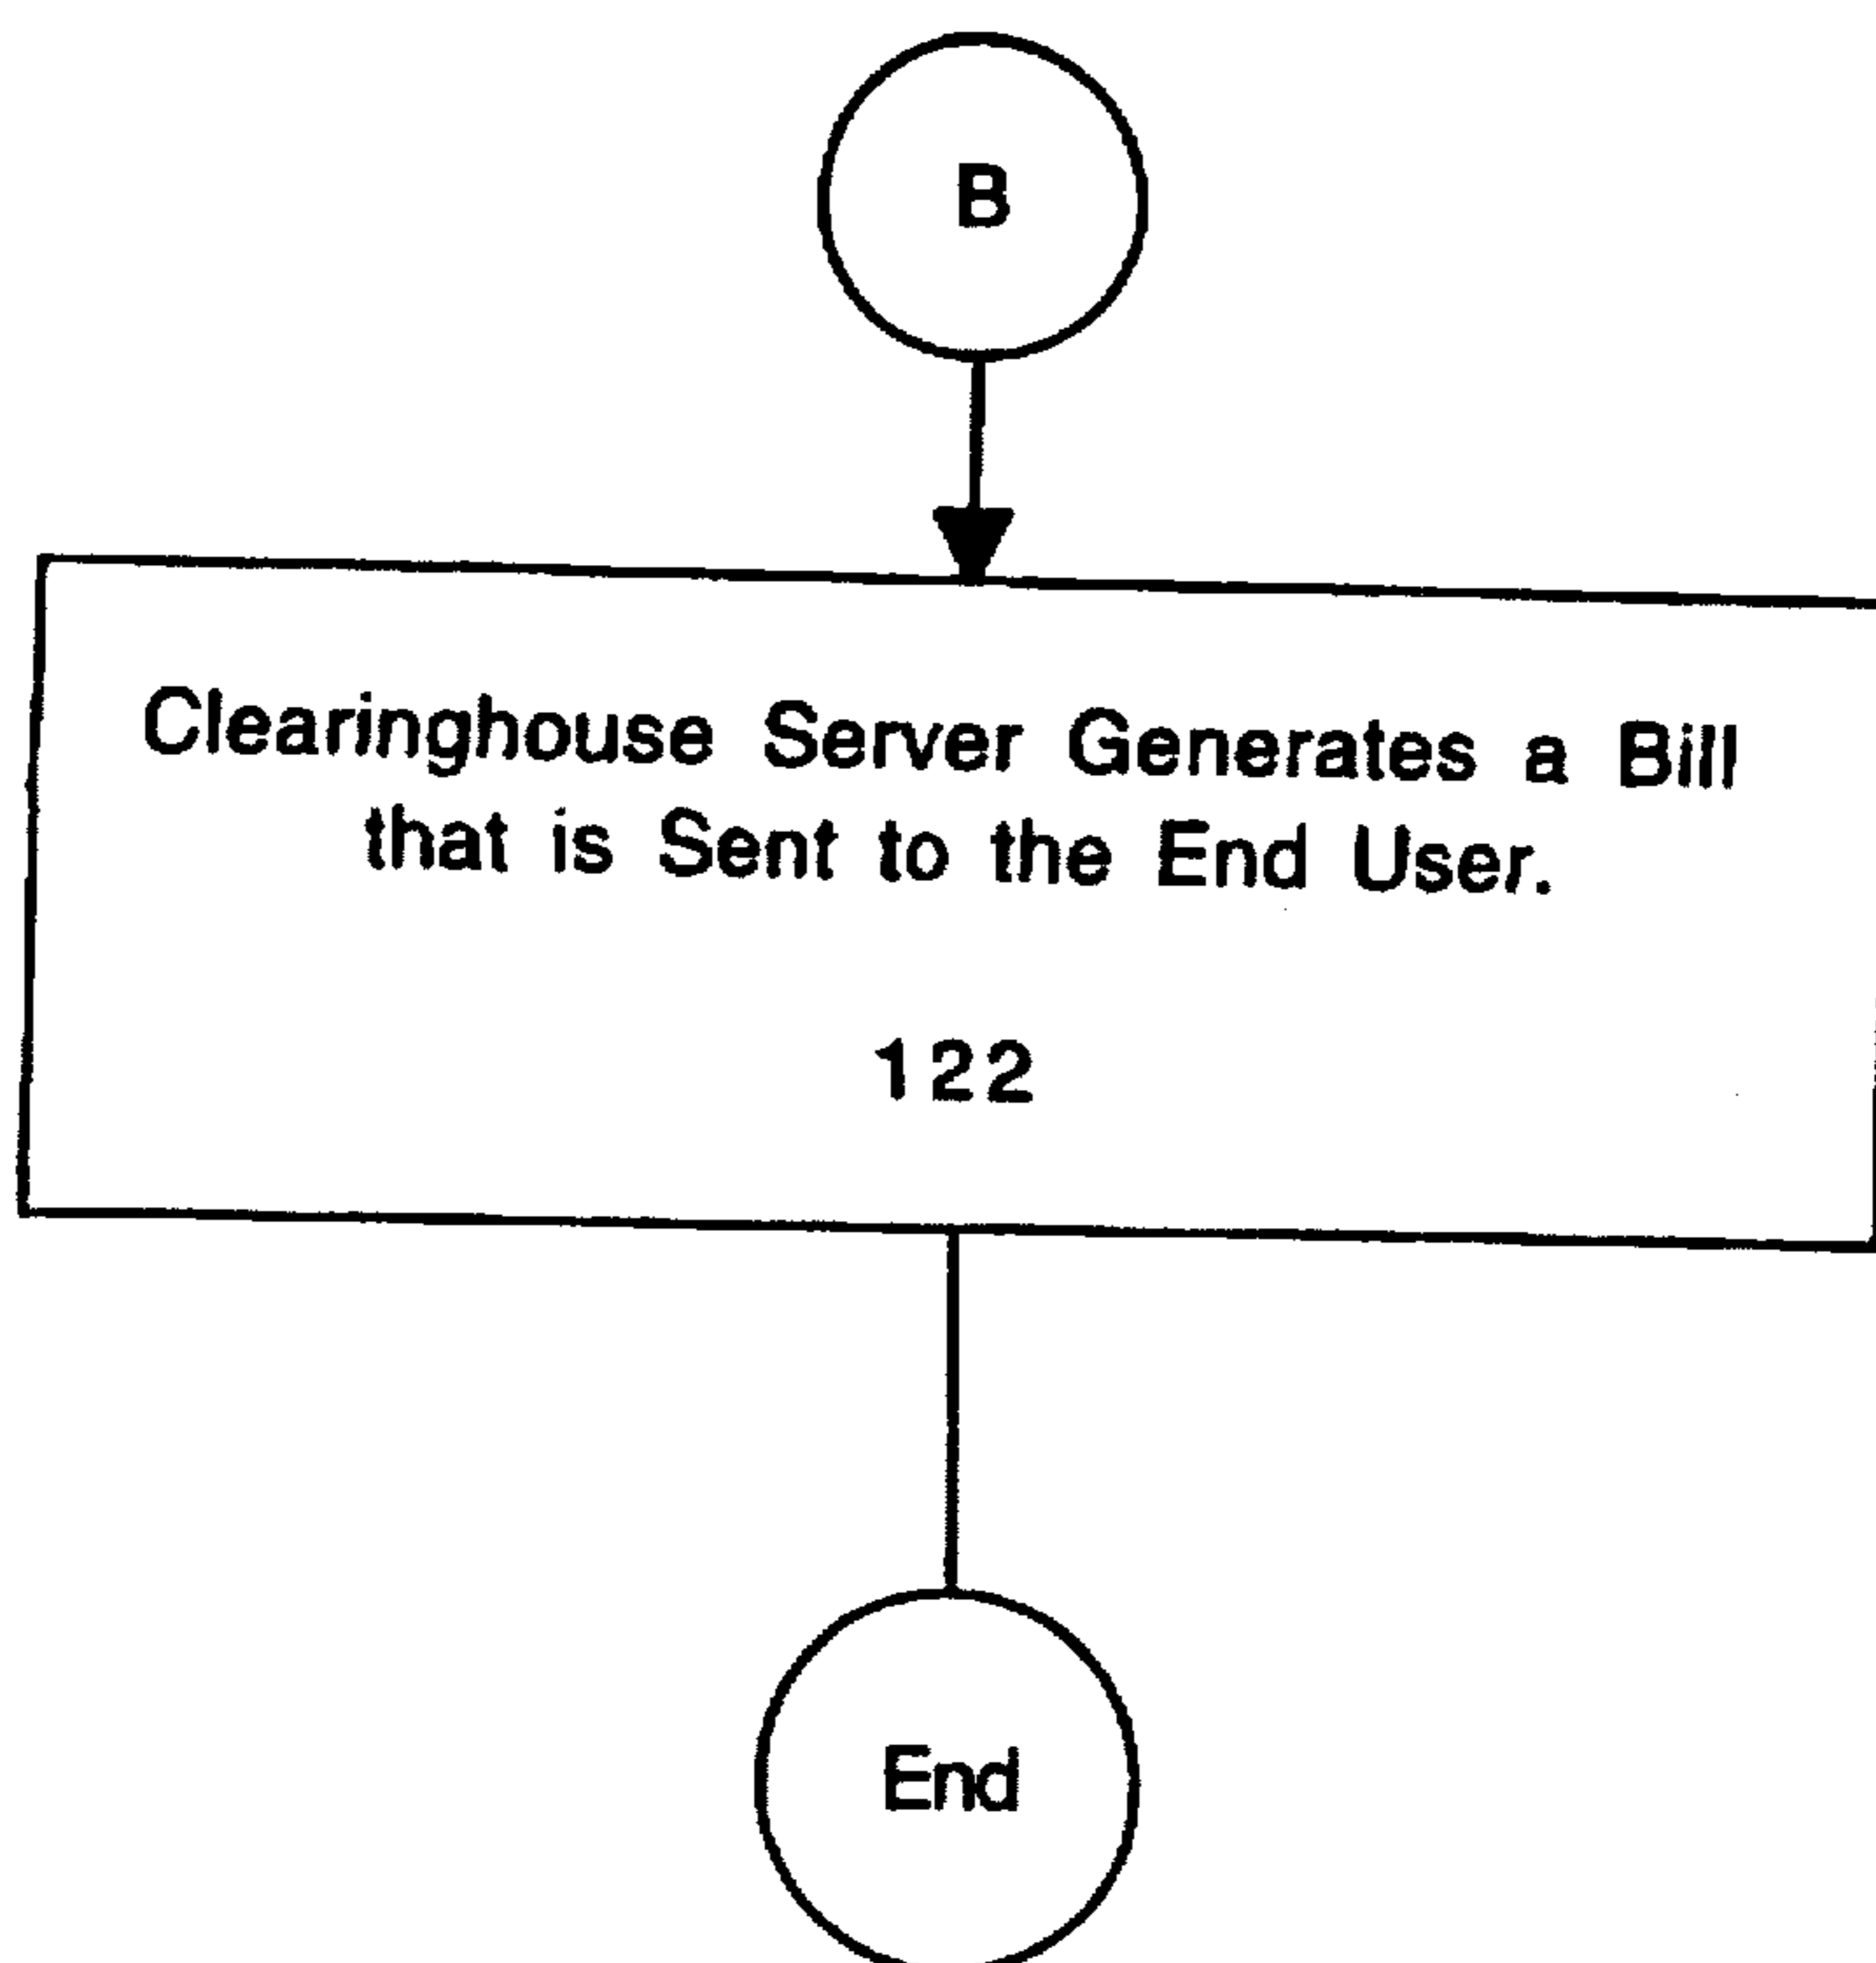 B
Clearinghouse Server Generates a Bill
that is Sent to the End User.
122
End